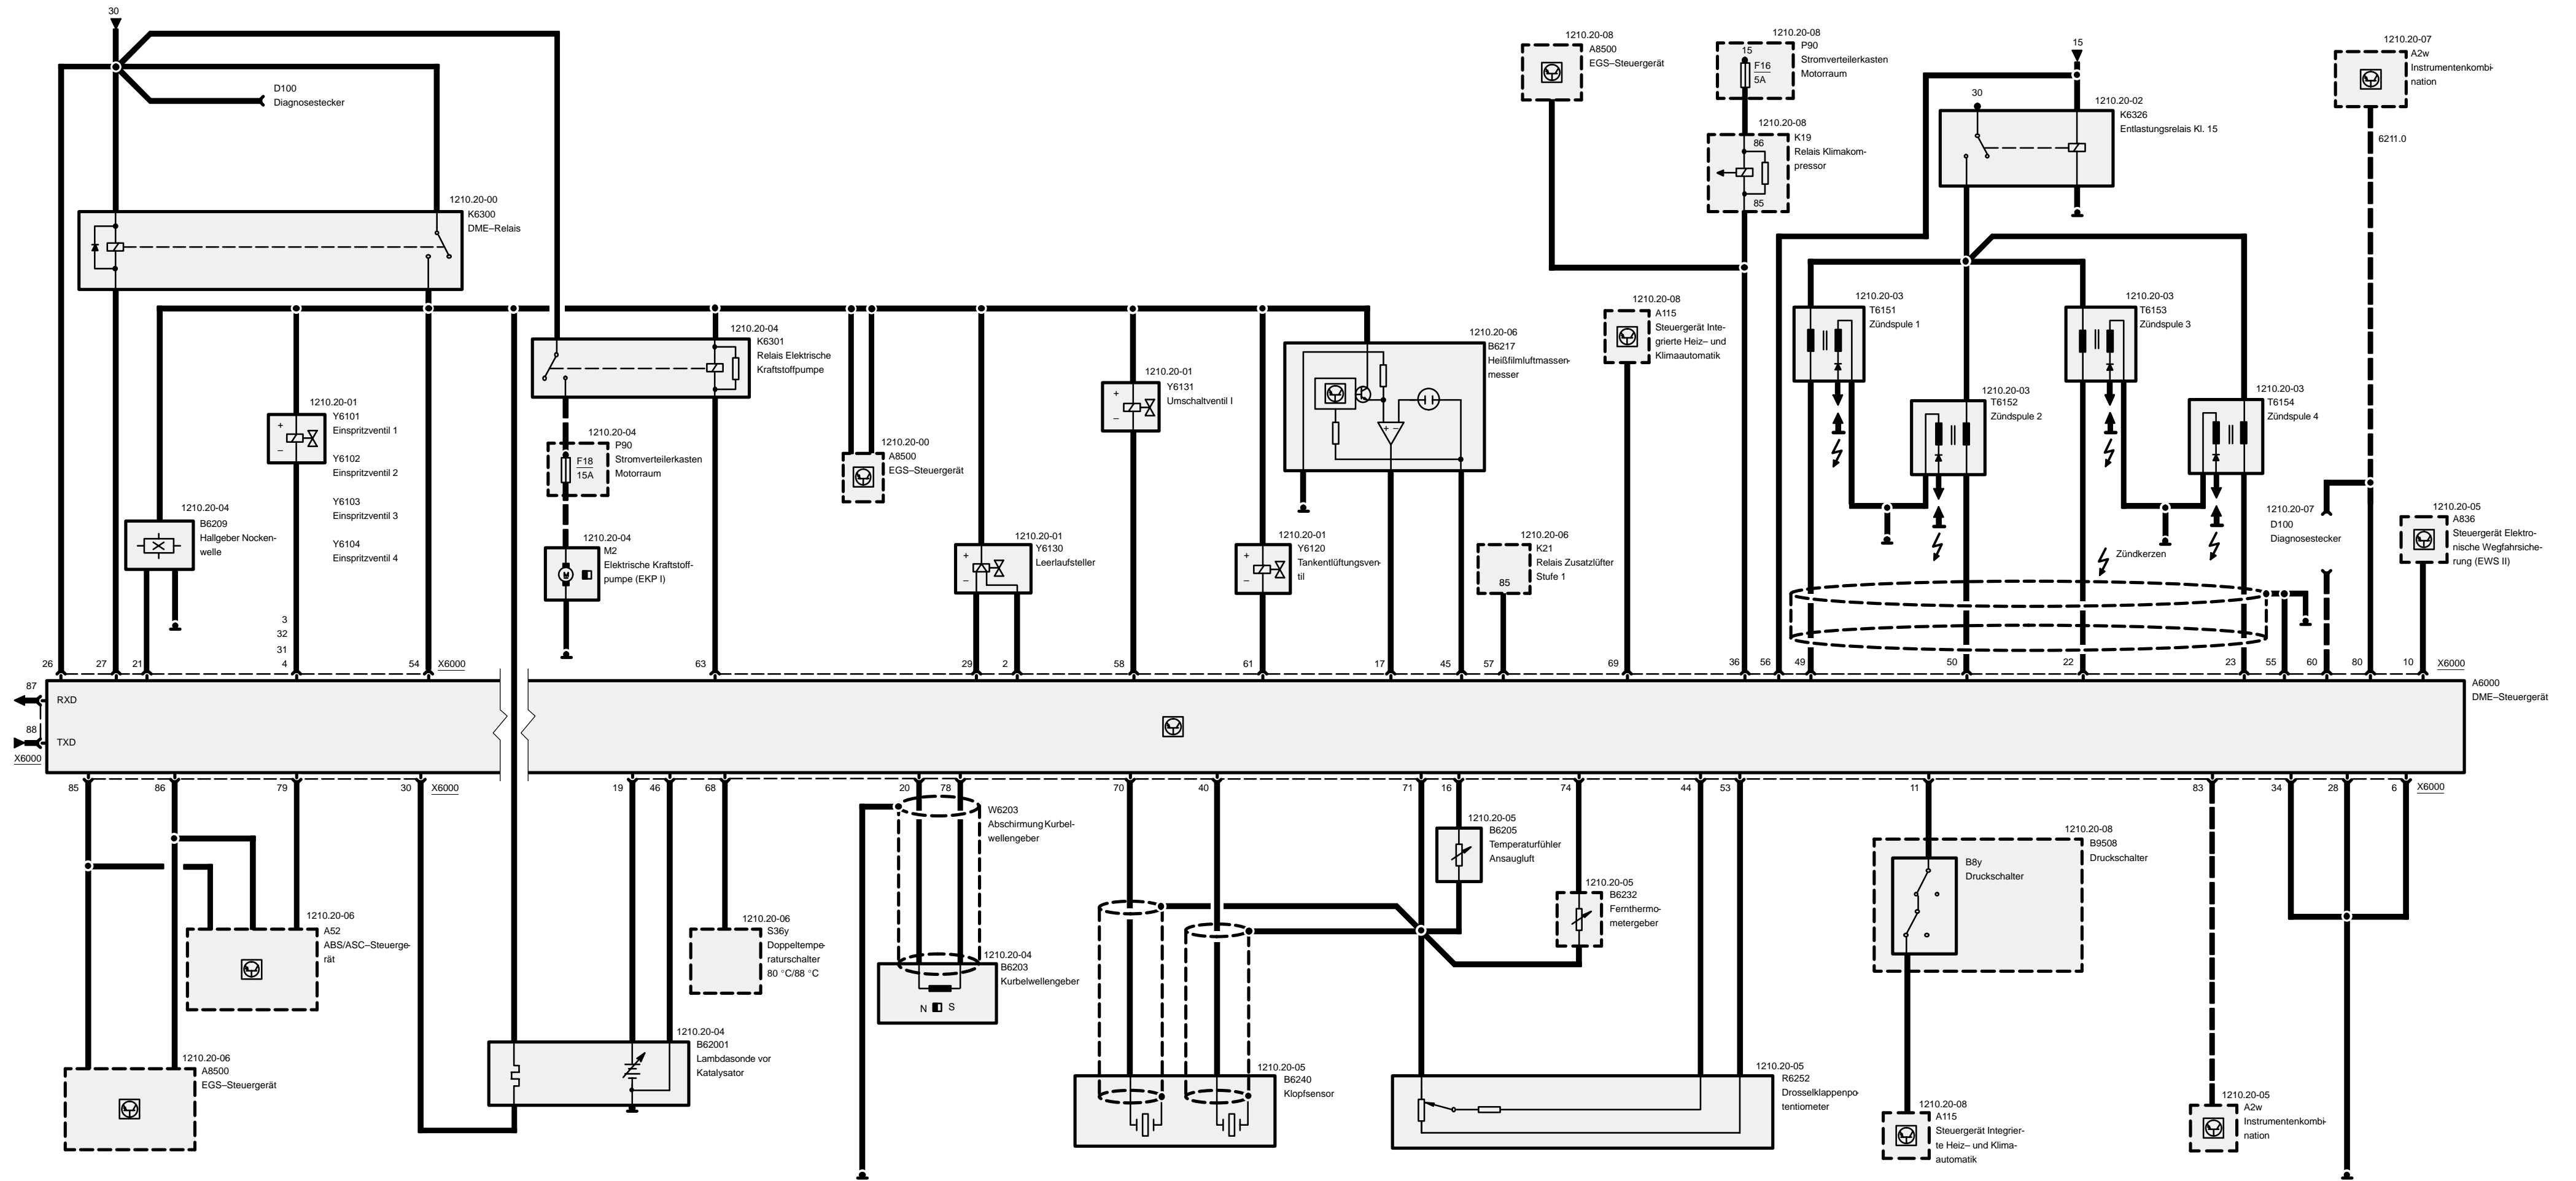 30
D100
Diagnosestecker
1210.20-00
K6300
DME–Relais
1210.20-08
A8500
EGS–Steuergerät
1210.20-08
P90
Stromverteilerkasten
Motorraum
15
F16
5A
1210.20-08
K19
Relais Klimakom-
pressor
86
85
15
30
1210.20-02
K6326
Entlastungsrelais Kl. 15
1210.20-07
A2w
Instrumentenkombi-
nation
6211.0
1210.20-04
K6301
Relais Elektrische
Kraftstoffpumpe
1210.20-01
Y6101
Einspritzventil 1
Y6102
Einspritzventil 2
Y6103
Einspritzventil 3
Y6104
Einspritzventil 4
+
–
1210.20-04
B6209
Hallgeber Nocken-
welle
1210.20-04
P90
Stromverteilerkasten
Motorraum
F18
15A
1210.20-04
M2
Elektrische Kraftstoff-
pumpe (EKP I)
M
1210.20-00
A8500
EGS–Steuergerät
1210.20-01
Y6130
Leerlaufsteller
+
–
1210.20-01
Y6131
Umschaltventil I
+
–
1210.20-01
Y6120
Tankentlüftungsven-
til
+
–
1210.20-06
B6217
Heißfilmluftmassen-
messer
+ –
1210.20-06
K21
Relais Zusatzlüfter
Stufe 1
85
1210.20-08
A115
Steuergerät Inte-
grierte Heiz– und
Klimaautomatik
1210.20-03
T6151
Zündspule 1
1210.20-03
T6152
Zündspule 2
1210.20-03
T6153
Zündspule 3
1210.20-03
T6154
Zündspule 4
Zündkerzen
1210.20-07
D100
Diagnosestecker
1210.20-05
A836
Steuergerät Elektro-
nische Wegfahrsiche-
rung (EWS II)
3
32
31
26 27 21 4 54 X6000 63 29 2 58 61 17 45 57 69 36 56 49 50 22 23 55 60 80 10 X6000
87
RXD
88
TXD
X6000
A6000
DME–Steuergerät
85 86 79 30 X6000 19 46 68 20 78 70 40 71 16 74 44 53 11 83 34 28 6 X6000
W6203
Abschirmung Kurbel-
wellengeber
1210.20-04
B6203
Kurbelwellengeber
N S
1210.20-06
A52
ABS/ASC–Steuerge-
rät
1210.20-06
A8500
EGS–Steuergerät
1210.20-04
B62001
Lambdasonde vor
Katalysator
1210.20-06
S36y
Doppeltempe-
raturschalter
80 °C/88 °C
1210.20-05
B6240
Klopfsensor
1210.20-05
B6205
Temperaturfühler
Ansaugluft
1210.20-05
B6232
Fernthermo-
metergeber
1210.20-05
R6252
Drosselklappenpo-
tentiometer
1210.20-08
B9508
Druckschalter
B8y
Druckschalter
1210.20-08
A115
Steuergerät Integrier-
te Heiz– und Klima-
automatik
1210.20-05
A2w
Instrumentenkombi-
nation